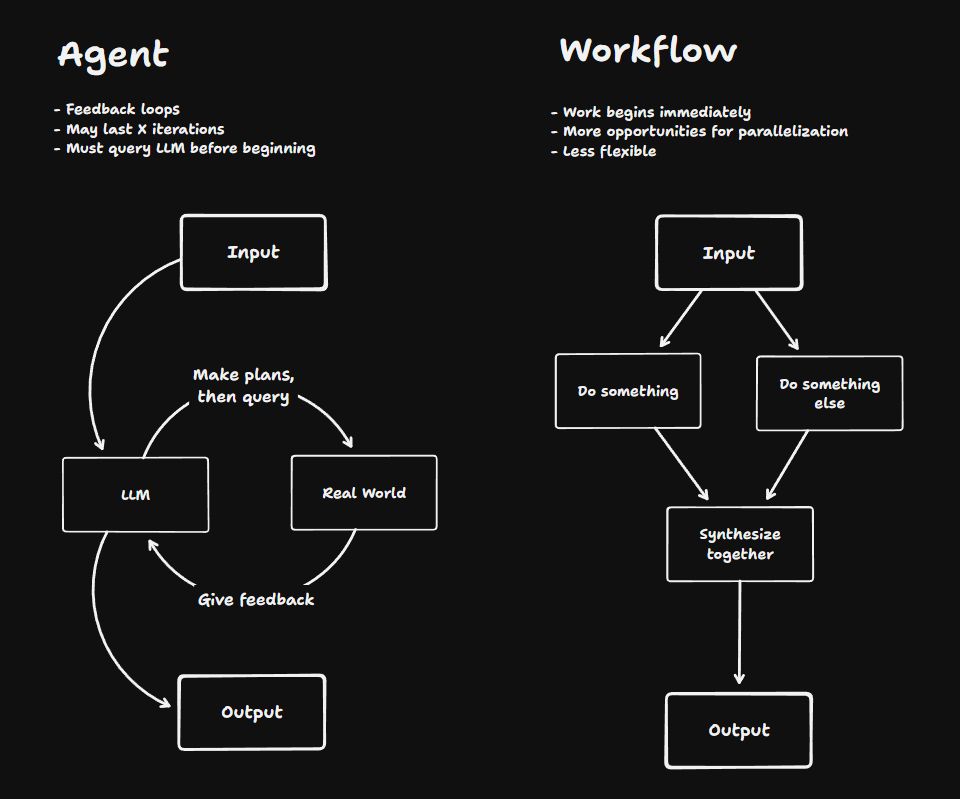 Agent
- Feedback loops
- May last X iterations
- Must query LLM before beginning
Input
Make plans,
then query
LLM
Real World
Give feedback
Output
Workflow
- Work begins immediately
- More opportunities for parallelization
- Less flexible
Input
Do something
Do something
else
Synthesize
together
Output